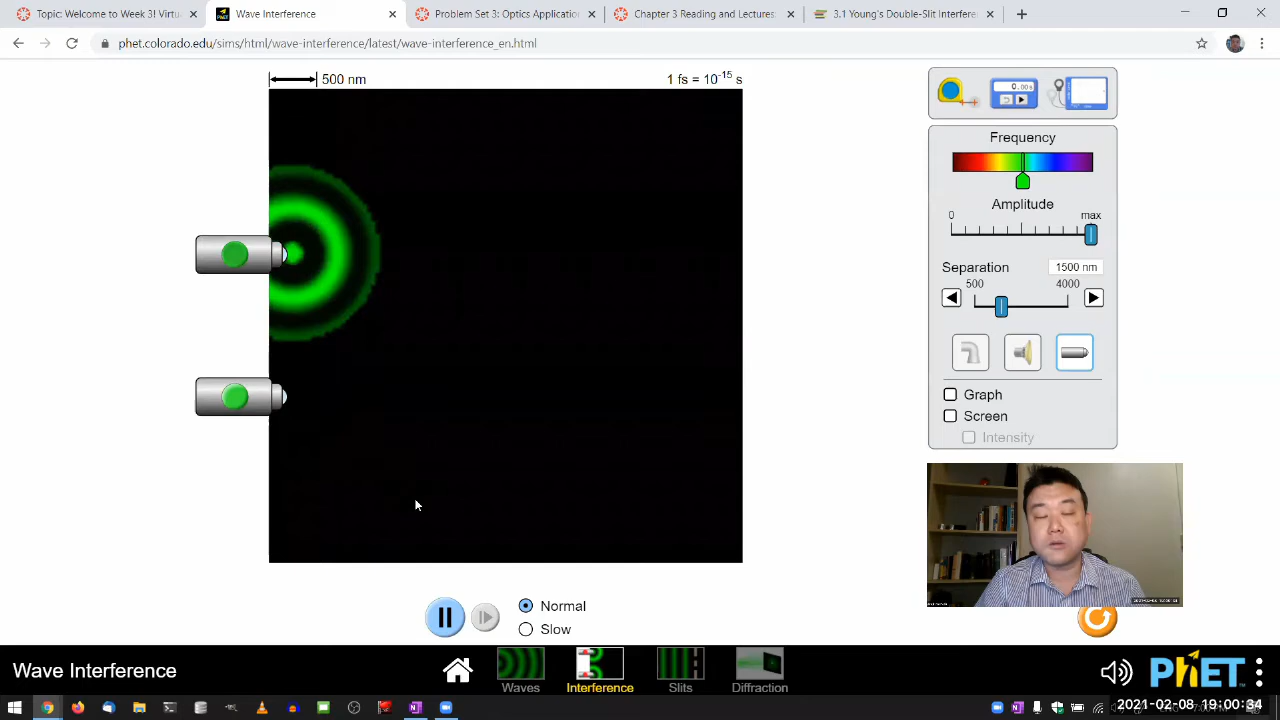 Topic: Welcome to Week 3! Virtu
Wave Interference
Problem Set: Optics Application
Chapter 3 Reading and Lectures
3.1 Young's Double-Slit Interfere
phet.colorado.edu/sims/html/wave-interference/latest/wave-interference_en.html
500 nm
1 fs = 10⁻¹⁵ s
0.00s
Frequency
Amplitude
0 max
Separation 1500 nm
500 4000
Graph
Screen
Intensity
Normal
Slow
Wave Interference
Waves
Interference
Slits
Diffraction
PhET
2021-02-08 19:00:34